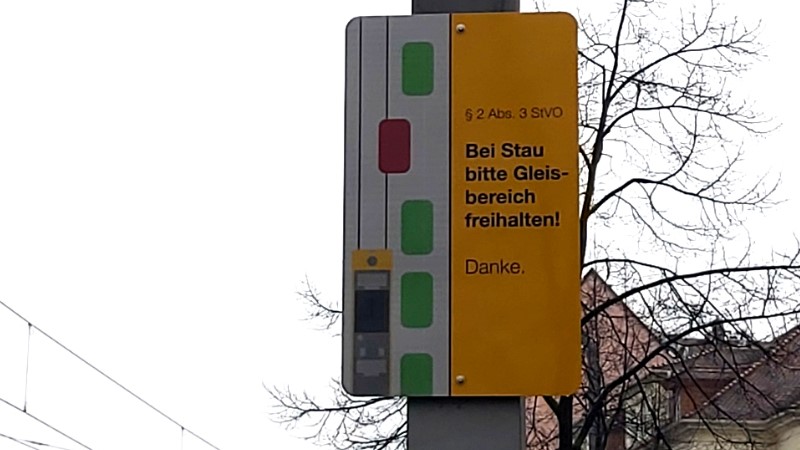 § 2 Abs. 3 StVO
Bei Stau
bitte Gleis-
bereich
freihalten!
Danke.